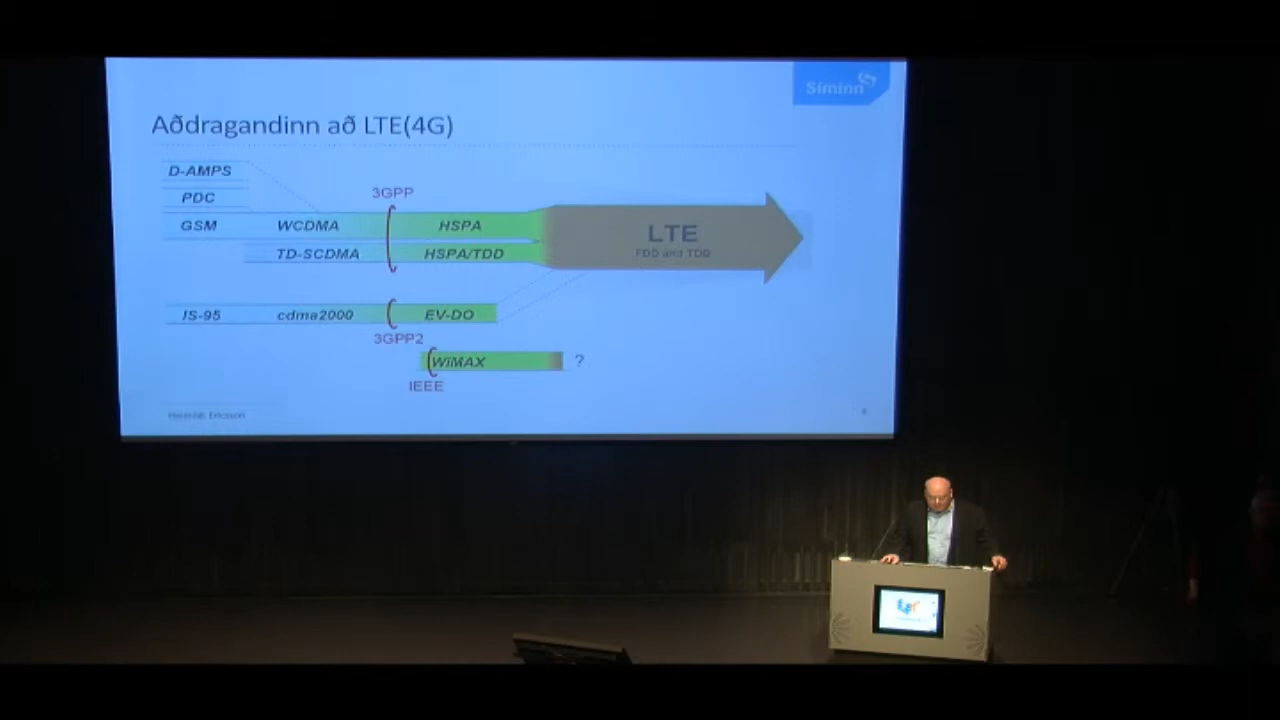 Síminn
Aðdragandinn að LTE(4G)
D-AMPS
PDC
3GPP
GSM WCDMA HSPA
LTE
TD-SCDMA HSPA/TDD FDD and TDD
IS-95 cdma2000 EV-DO
3GPP2
WiMAX ?
IEEE
Ericsson